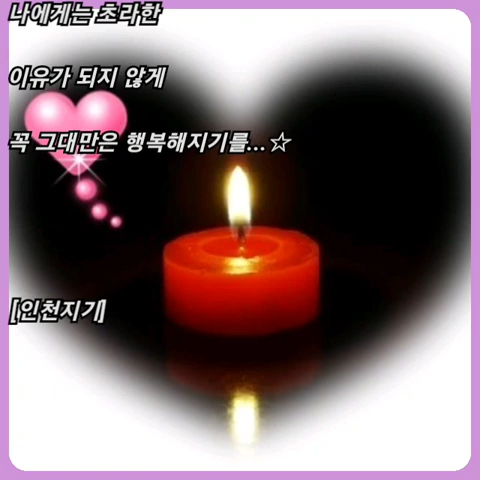 나에게는 초라한
이유가 되지 않게
꼭 그대만은 행복해지기를...☆
[인천지기]